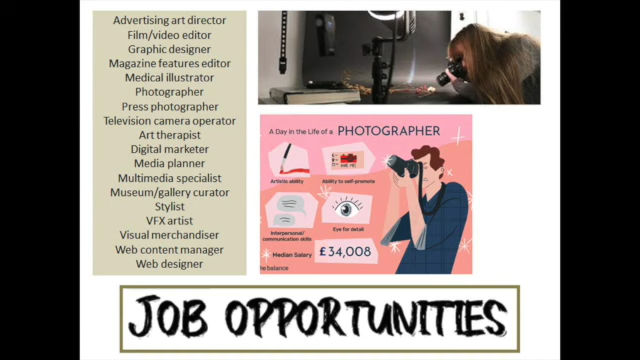 Advertising art director
Film/video editor
Graphic designer
Magazine features editor
Medical illustrator
Photographer
Press photographer
Television camera operator
Art therapist
Digital marketer
Media planner
Multimedia specialist
Museum/gallery curator
Stylist
VFX artist
Visual merchandiser
Web content manager
Web designer
A Day in the Life of a PHOTOGRAPHER
Artistic ability
Ability to self-promote
Interpersonal/
communication skills
Eye for detail
Median Salary £34,008
he balance
JOB OPPORTUNITIES